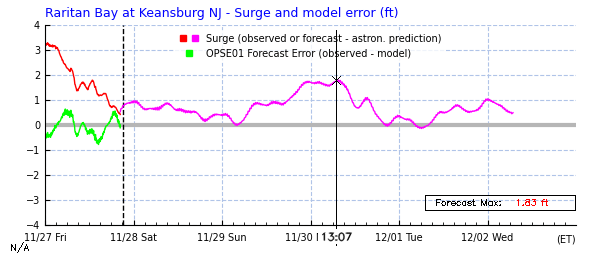 Raritan Bay at Keansburg NJ - Surge and model error (ft)
Surge (observed or forecast - astron. prediction)
OPSE01 Forecast Error (observed - model)
4
3
2
1
0
−1
−2
−3
−4
Forecast Max: 1.83 ft
11/27 Fri
11/28 Sat
11/29 Sun
11/30
13:07
12/01 Tue
12/02 Wed
(ET)
N/A